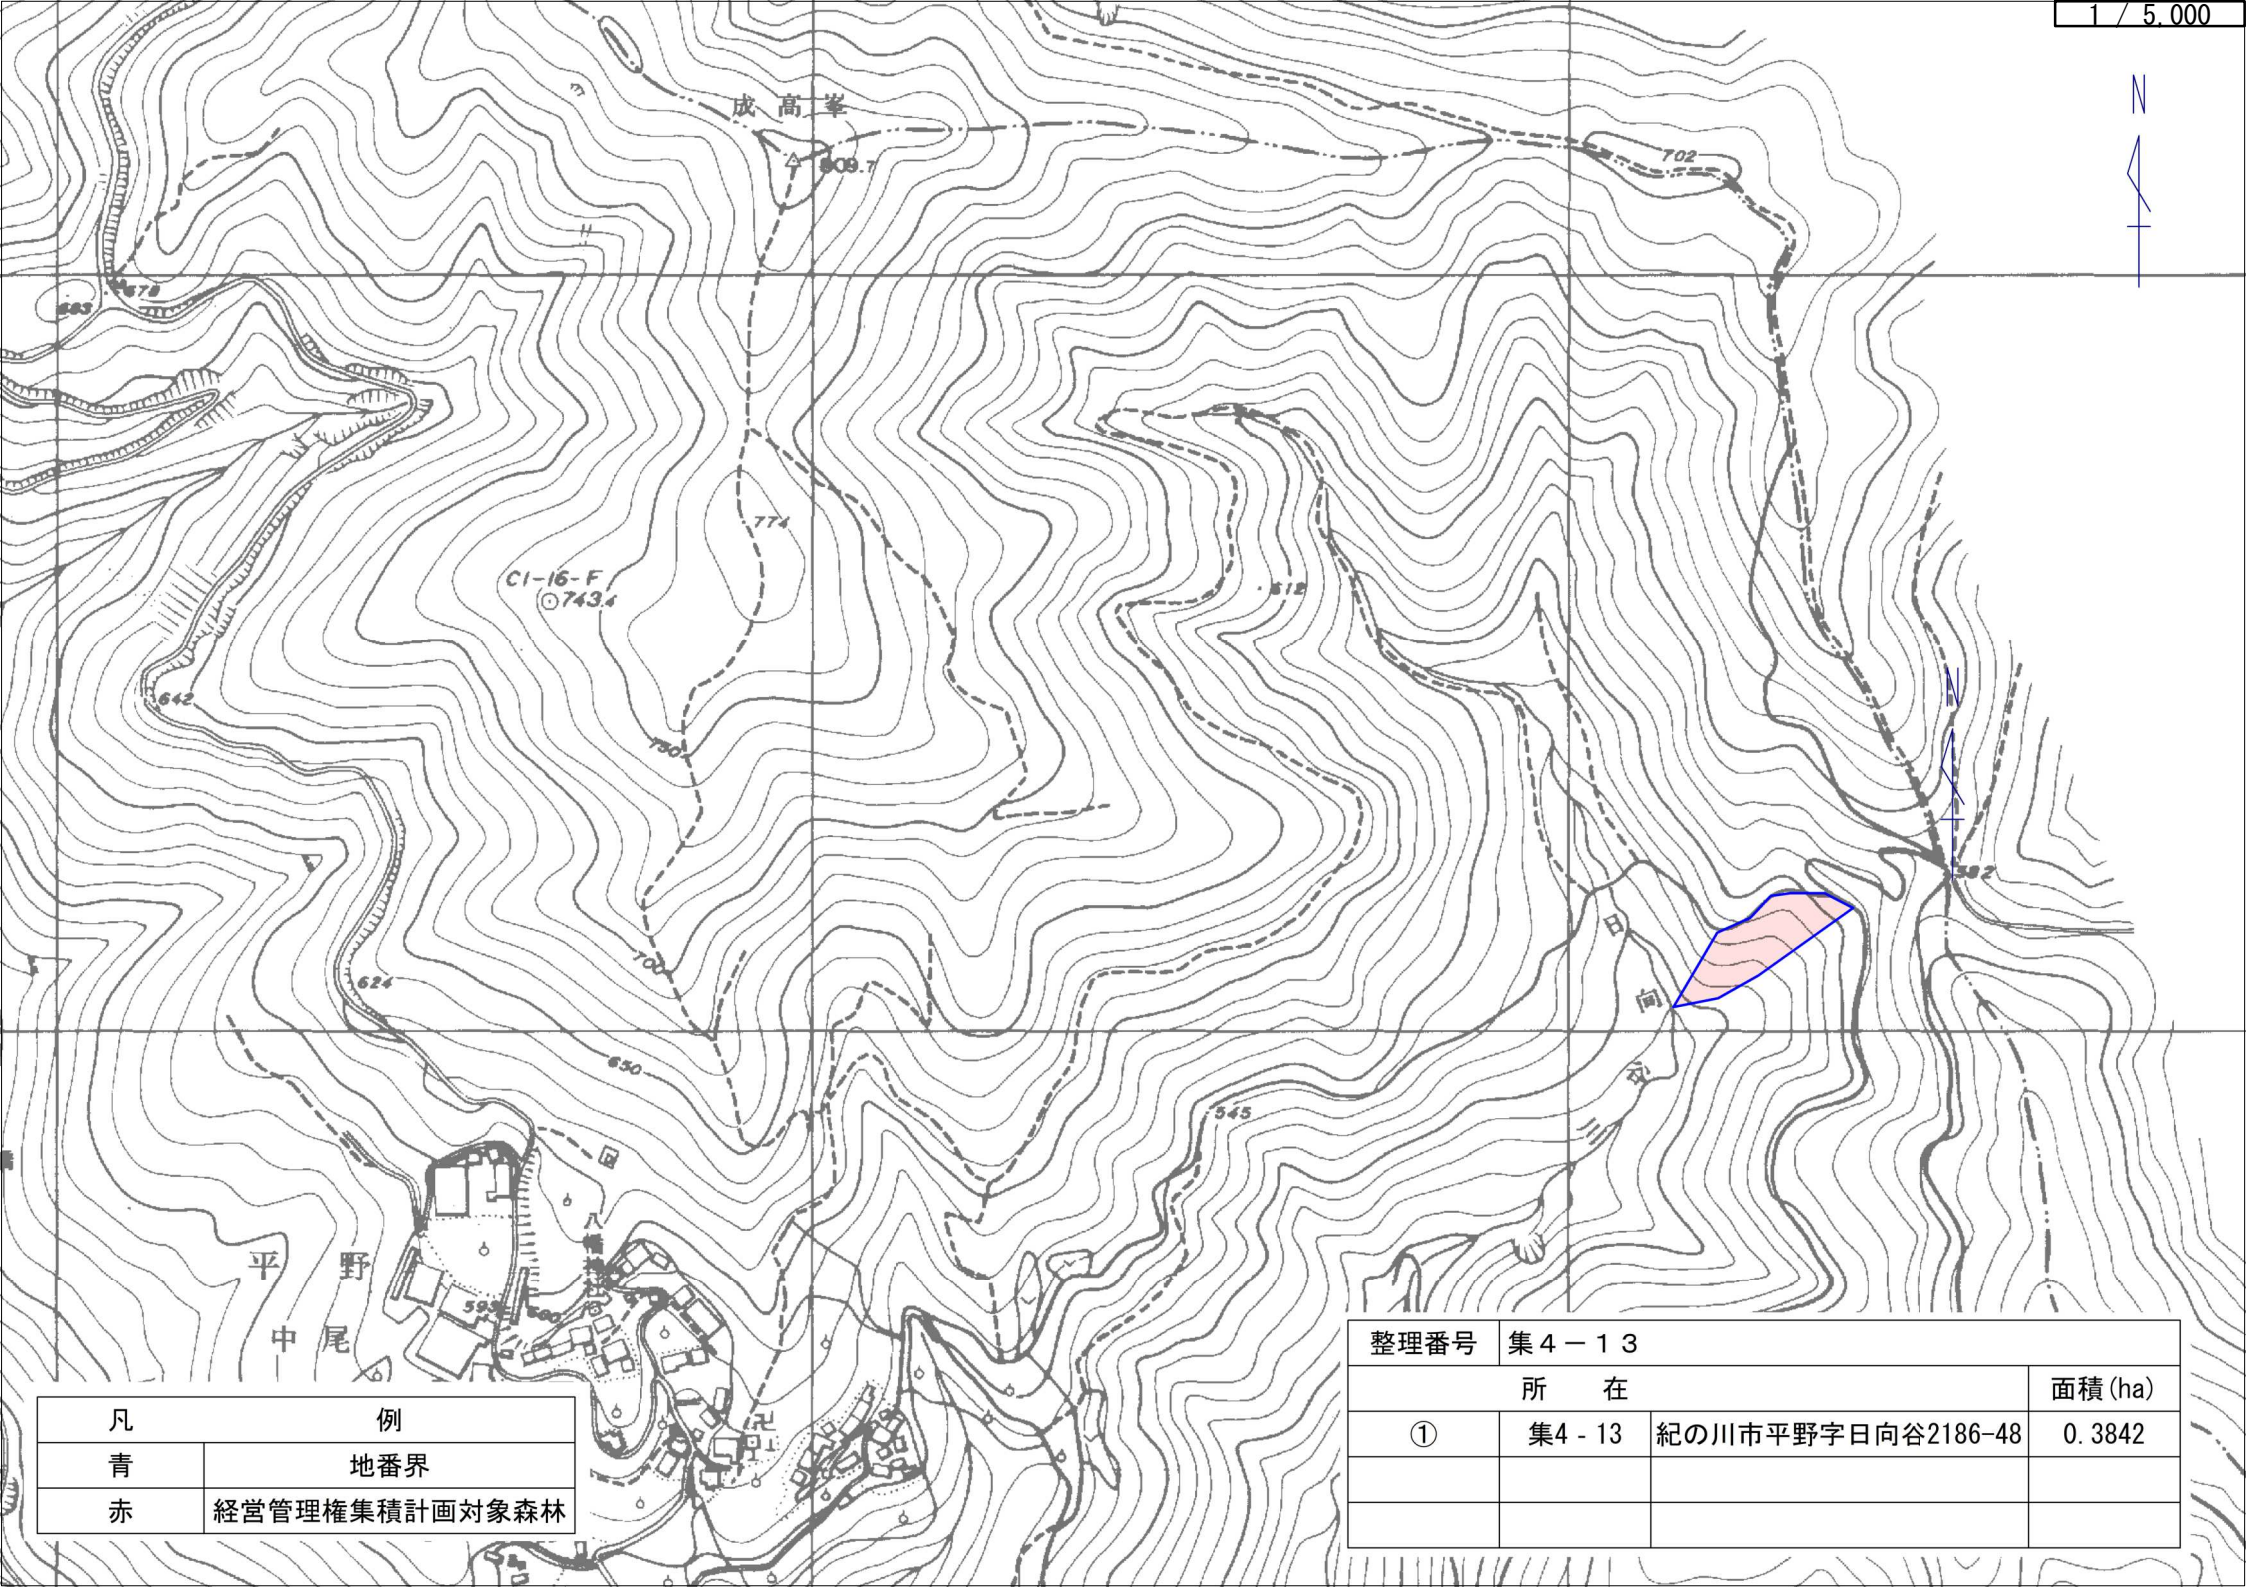 1 / 5,000
N
成高峯
809.7
702
678
683
774
C1-16-F
743.4
612
642
N
750
582
日向谷
700
624
650
545
平野
八幡神社
593
590
中尾
整理番号 集４－１３
所 在 面積(ha)
① 集4 - 13 紀の川市平野字日向谷2186-48 0.3842
凡 例
青 地番界
赤 経営管理権集積計画対象森林